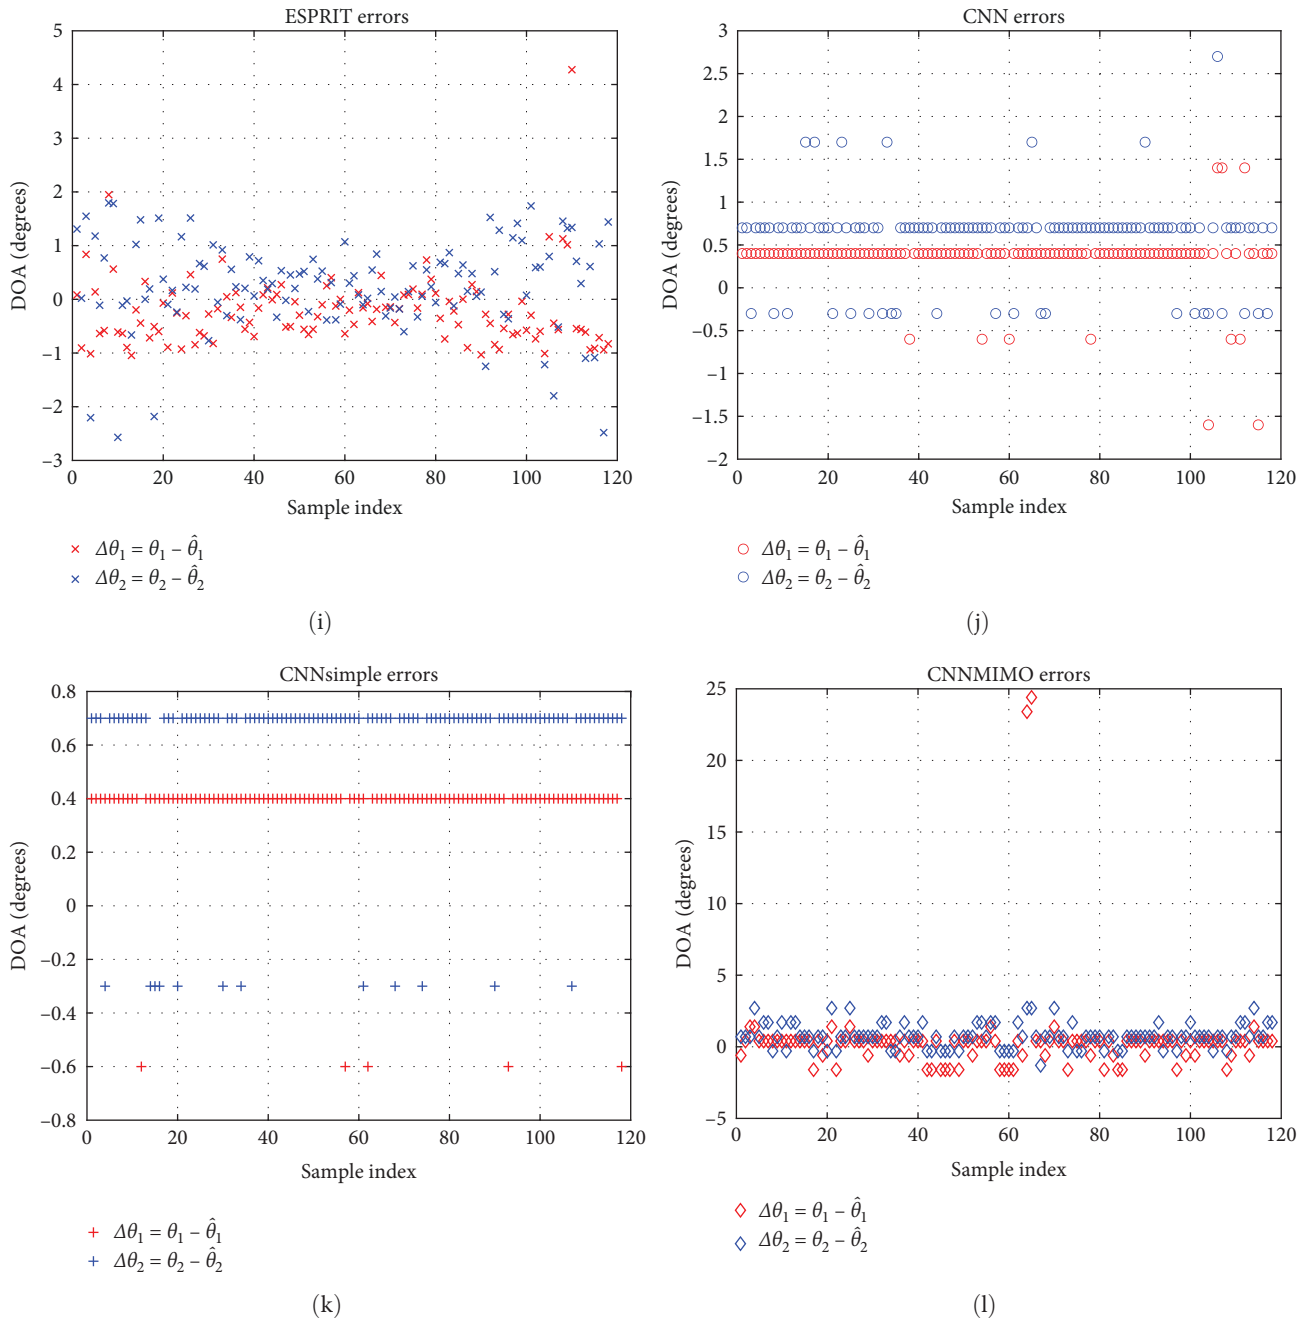 ESPRIT errors
5
4
3
2
1
0
–1
–2
–3
DOA (degrees)
0 20 40 60 80 100 120
Sample index
Δθ1 = θ1 – θ̂1
Δθ2 = θ2 – θ̂2
(i)
CNN errors
3
2.5
2
1.5
1
0.5
0
–0.5
–1
–1.5
–2
DOA (degrees)
0 20 40 60 80 100 120
Sample index
Δθ1 = θ1 – θ̂1
Δθ2 = θ2 – θ̂2
(j)
CNNsimple errors
0.8
0.6
0.4
0.2
0
–0.2
–0.4
–0.6
–0.8
DOA (degrees)
0 20 40 60 80 100 120
Sample index
Δθ1 = θ1 – θ̂1
Δθ2 = θ2 – θ̂2
(k)
CNNMIMO errors
25
20
15
10
5
0
–5
DOA (degrees)
0 20 40 60 80 100 120
Sample index
Δθ1 = θ1 – θ̂1
Δθ2 = θ2 – θ̂2
(l)